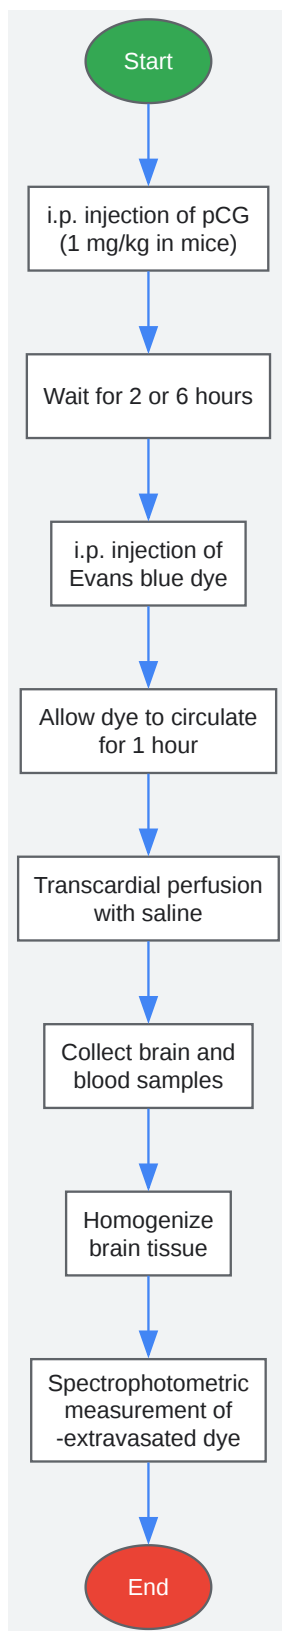 Start
i.p. injection of pCG
(1 mg/kg in mice)
Wait for 2 or 6 hours
i.p. injection of
Evans blue dye
Allow dye to circulate
for 1 hour
Transcardial perfusion
with saline
Collect brain and
blood samples
Homogenize
brain tissue
Spectrophotometric
measurement of
-extravasated dye
End